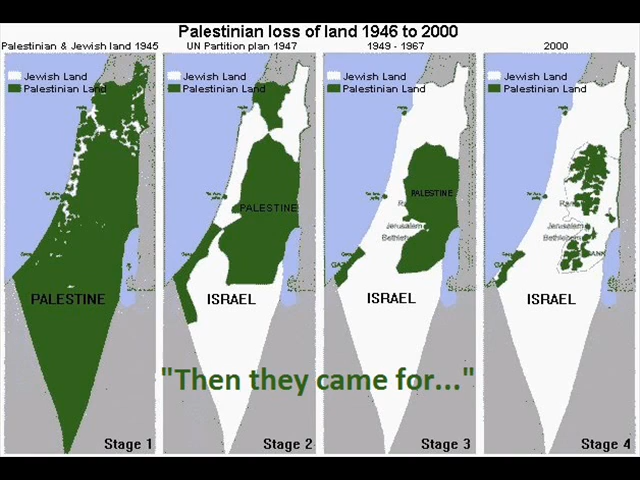 Palestinian loss of land 1946 to 2000
Palestinian & Jewish land 1945
UN Partition plan 1947
1949 - 1967
2000
Jewish Land
Palestinian Land
Jewish Land
Palestinian Land
Jewish Land
Palestinian Land
Jewish Land
Palestinian Land
PALESTINE
PALESTINE
ISRAEL
PALESTINE
Jerusalem
Bethlehem
ISRAEL
Jerusalem
Bethlehem
ISRAEL
"Then they came for..."
Stage 1
Stage 2
Stage 3
Stage 4